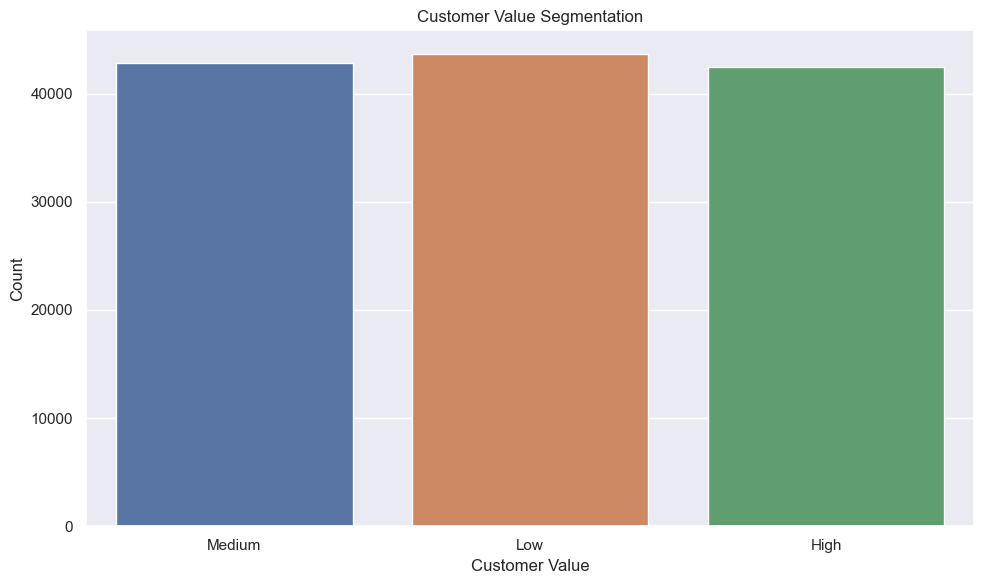 Customer Value Segmentation
Count
40000
30000
20000
10000
0
Medium Low High
Customer Value